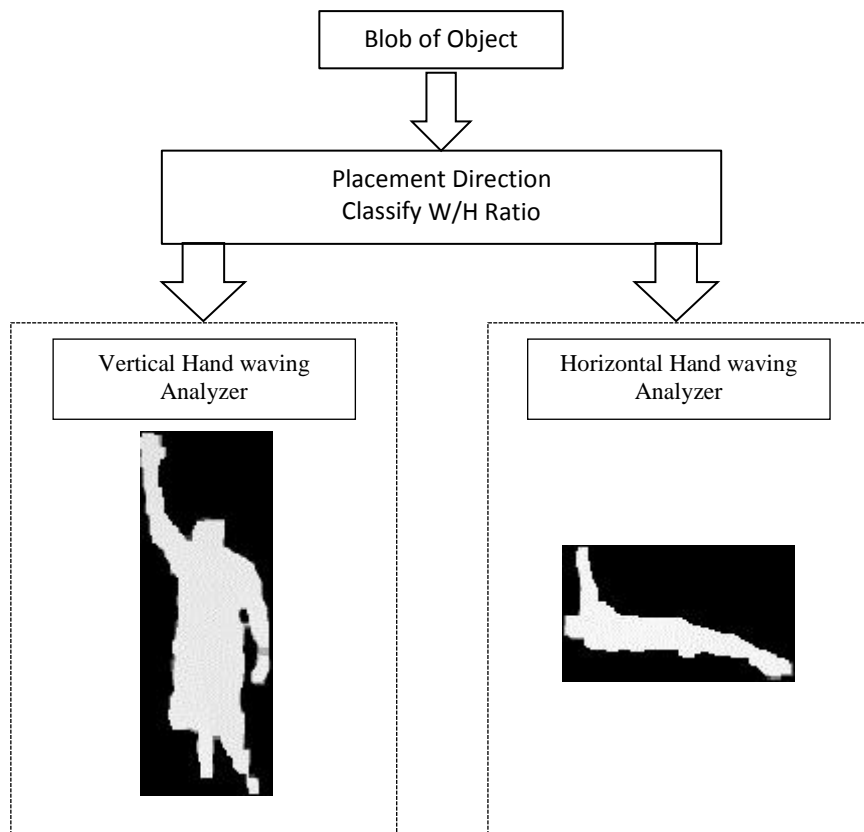 Blob of Object
Placement Direction
Classify W/H Ratio
Vertical Hand waving
Analyzer
Horizontal Hand waving
Analyzer